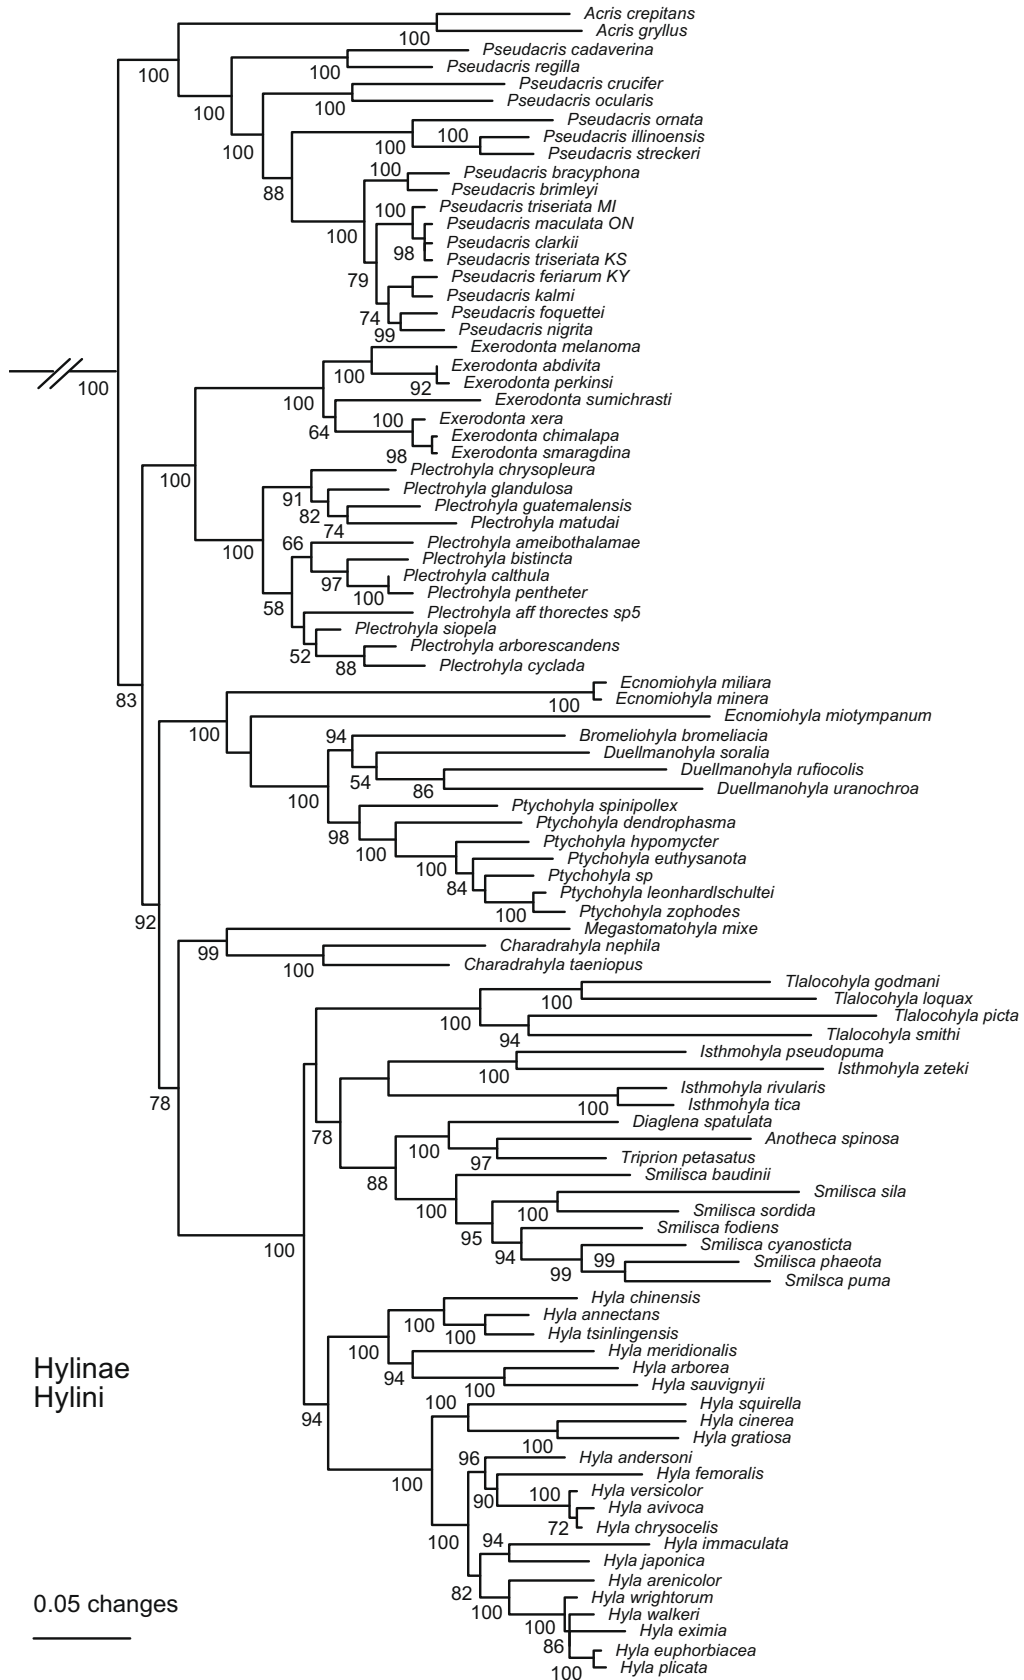 Acris crepitans
Acris gryllus
100
Pseudacris cadaverina
100
Pseudacris regilla
100
Pseudacris crucifer
100
Pseudacris ocularis
100
Pseudacris ornata
100
Pseudacris illinoensis
100
Pseudacris streckeri
100
Pseudacris bracyphona
100
Pseudacris brimleyi
88
Pseudacris triseriata MI
100
Pseudacris maculata ON
100
Pseudacris clarkii
98
Pseudacris triseriata KS
79
Pseudacris feriarum KY
Pseudacris kalmi
Pseudacris foquettei
74
Pseudacris nigrita
99
Exerodonta melanoma
100
Exerodonta abdivita
100
Exerodonta perkinsi
92
Exerodonta sumichrasti
100
Exerodonta xera
100
Exerodonta chimalapa
64
Exerodonta smaragdina
98
Plectrohyla chrysopleura
100
Plectrohyla glandulosa
91
Plectrohyla guatemalensis
82
Plectrohyla matudai
74
Plectrohyla ameibothalamae
66
100
Plectrohyla bistincta
Plectrohyla calthula
97
Plectrohyla pentheter
100
58
Plectrohyla aff thorectes sp5
Plectrohyla siopela
Plectrohyla arborescandens
52
Plectrohyla cyclada
88
Ecnomiohyla miliara
83
Ecnomiohyla minera
100
Ecnomiohyla miotympanum
100
Bromeliohyla bromeliacia
94
Duellmanohyla soralia
Duellmanohyla rufiocolis
54
Duellmanohyla uranochroa
86
100
Ptychohyla spinipollex
Ptychohyla dendrophasma
98
Ptychohyla hypomycter
100
Ptychohyla euthysanota
100
Ptychohyla sp
84
Ptychohyla leonhardlschultei
Ptychohyla zophodes
100
92
Megastomatohyla mixe
Charadrahyla nephila
99
Charadrahyla taeniopus
100
Tlalocohyla godmani
Tlalocohyla loquax
100
Tlalocohyla picta
100
Tlalocohyla smithi
94
Isthmohyla pseudopuma
Isthmohyla zeteki
100
Isthmohyla rivularis
Isthmohyla tica
78
100
Diaglena spatulata
78
Anotheca spinosa
100
Triprion petasatus
97
Smilisca baudinii
88
Smilisca sila
100
Smilisca sordida
100
Smilisca fodiens
95
Smilisca cyanosticta
100
94
Smilisca phaeota
99
Smilsca puma
99
Hyla chinensis
Hyla annectans
100
Hyla tsinlingensis
100
Hyla meridionalis
100
Hyla arborea
94
Hyla sauvignyii
100
Hylinae
Hylini
Hyla squirella
100
Hyla cinerea
94
Hyla gratiosa
100
Hyla andersoni
96
Hyla femoralis
100
Hyla versicolor
100
90
Hyla avivoca
Hyla chrysocelis
72
100
Hyla immaculata
94
Hyla japonica
Hyla arenicolor
82
Hyla wrightorum
0.05 changes
100
Hyla walkeri
100
Hyla eximia
86
Hyla euphorbiacea
Hyla plicata
100